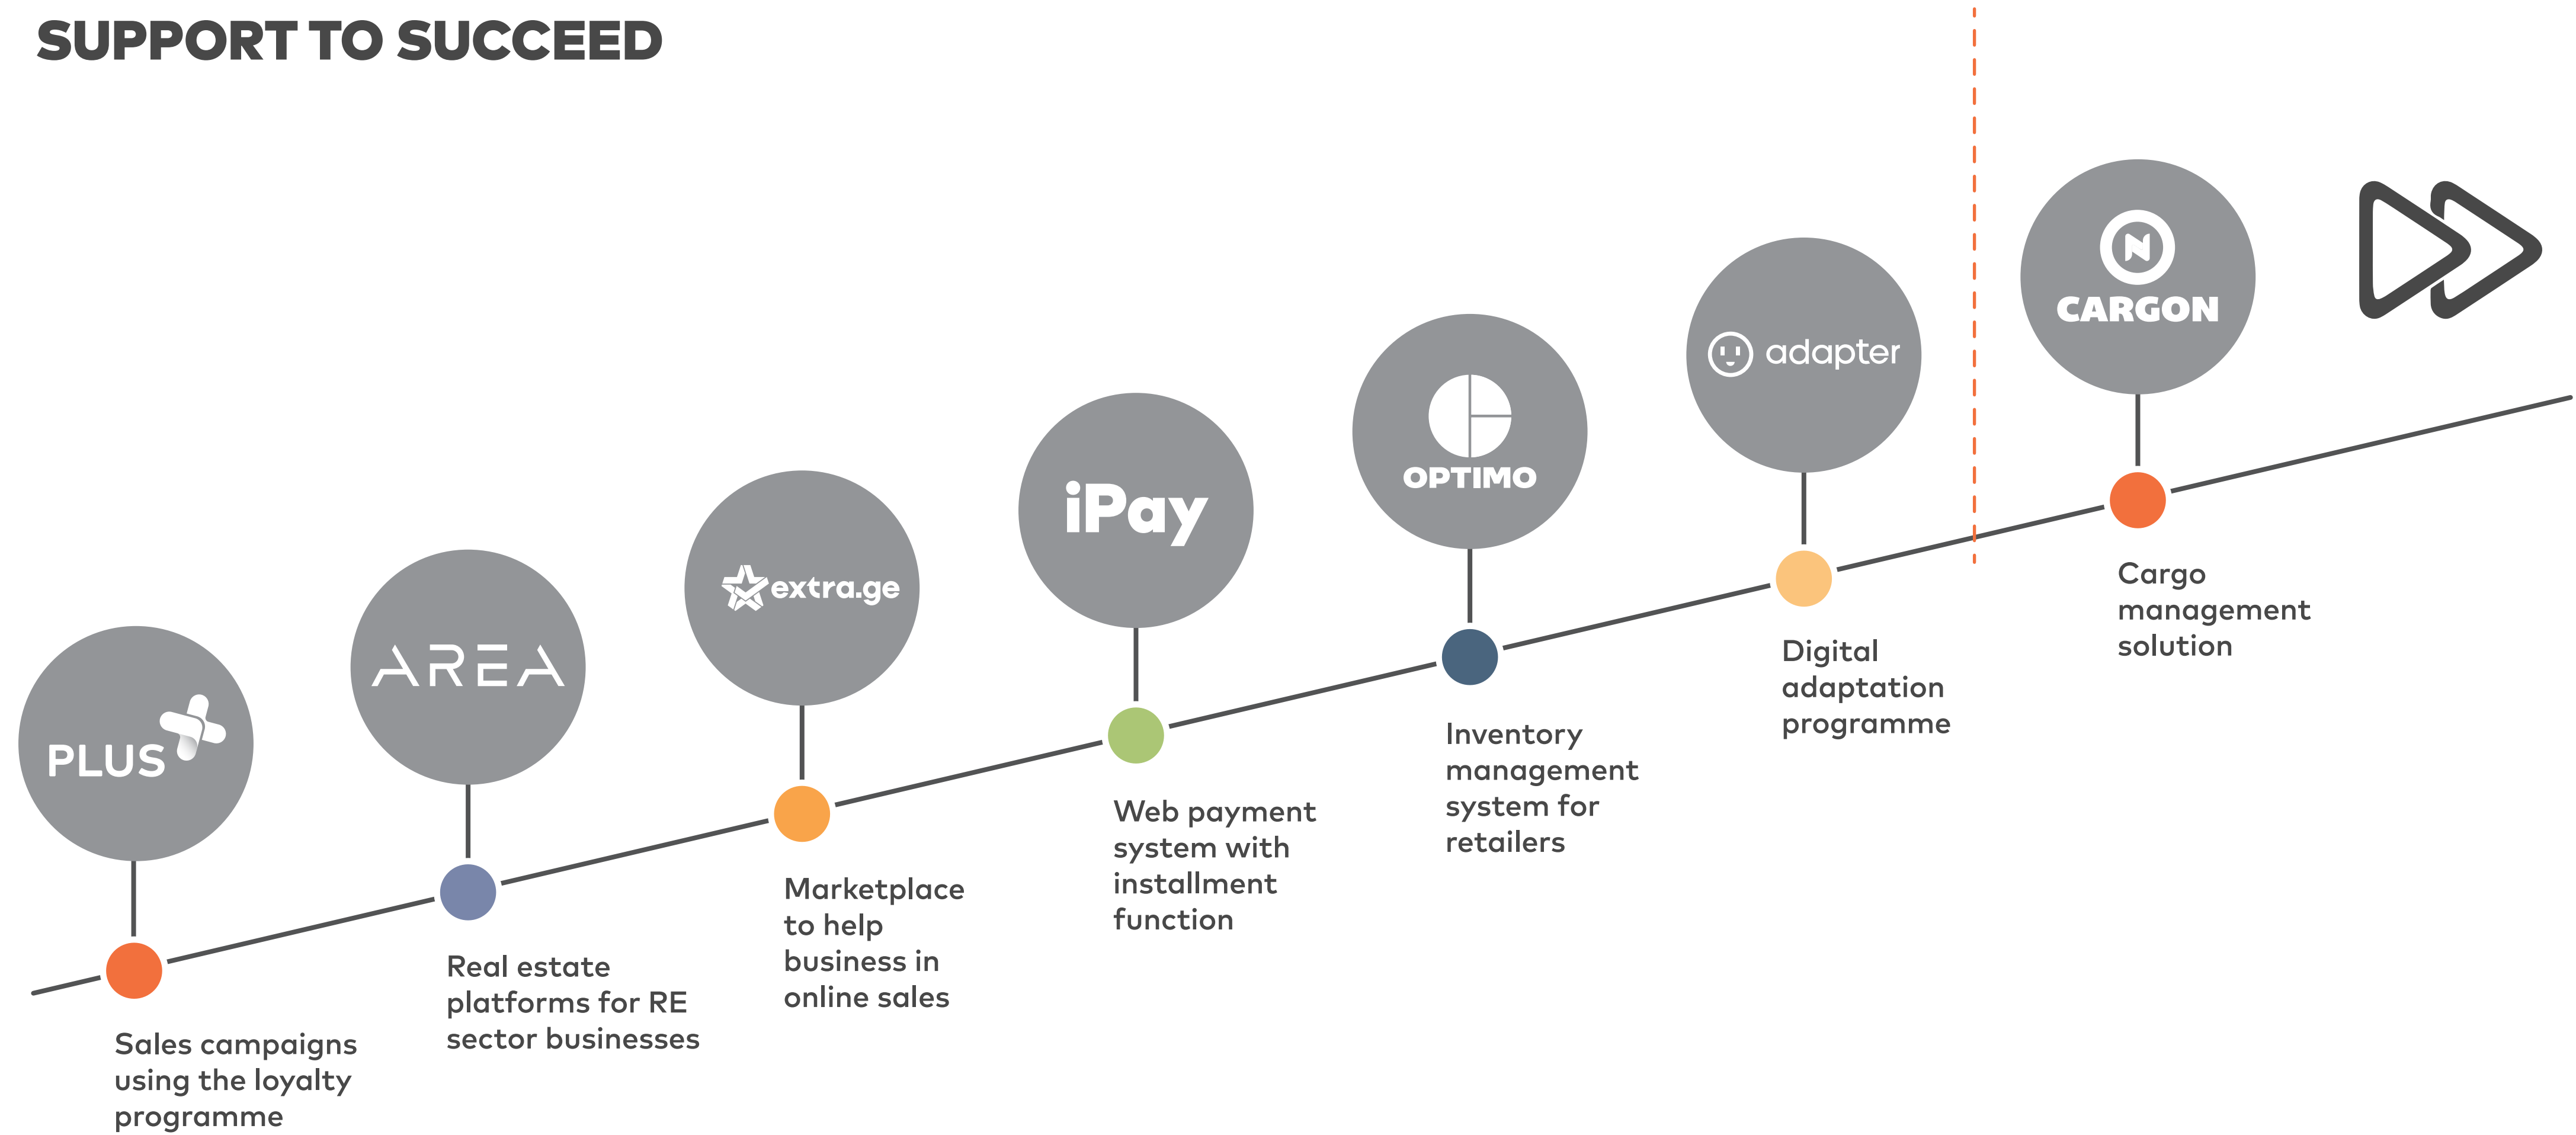 SUPPORT TO SUCCEED
PLUS
Sales campaigns
using the loyalty
programme
AREA
Real estate
platforms for RE
sector businesses
extra.ge
Marketplace
to help
business in
online sales
iPay
Web payment
system with
installment
function
OPTIMO
Inventory
management
system for
retailers
adapter
Digital
adaptation
programme
N
CARGON
Cargo
management
solution